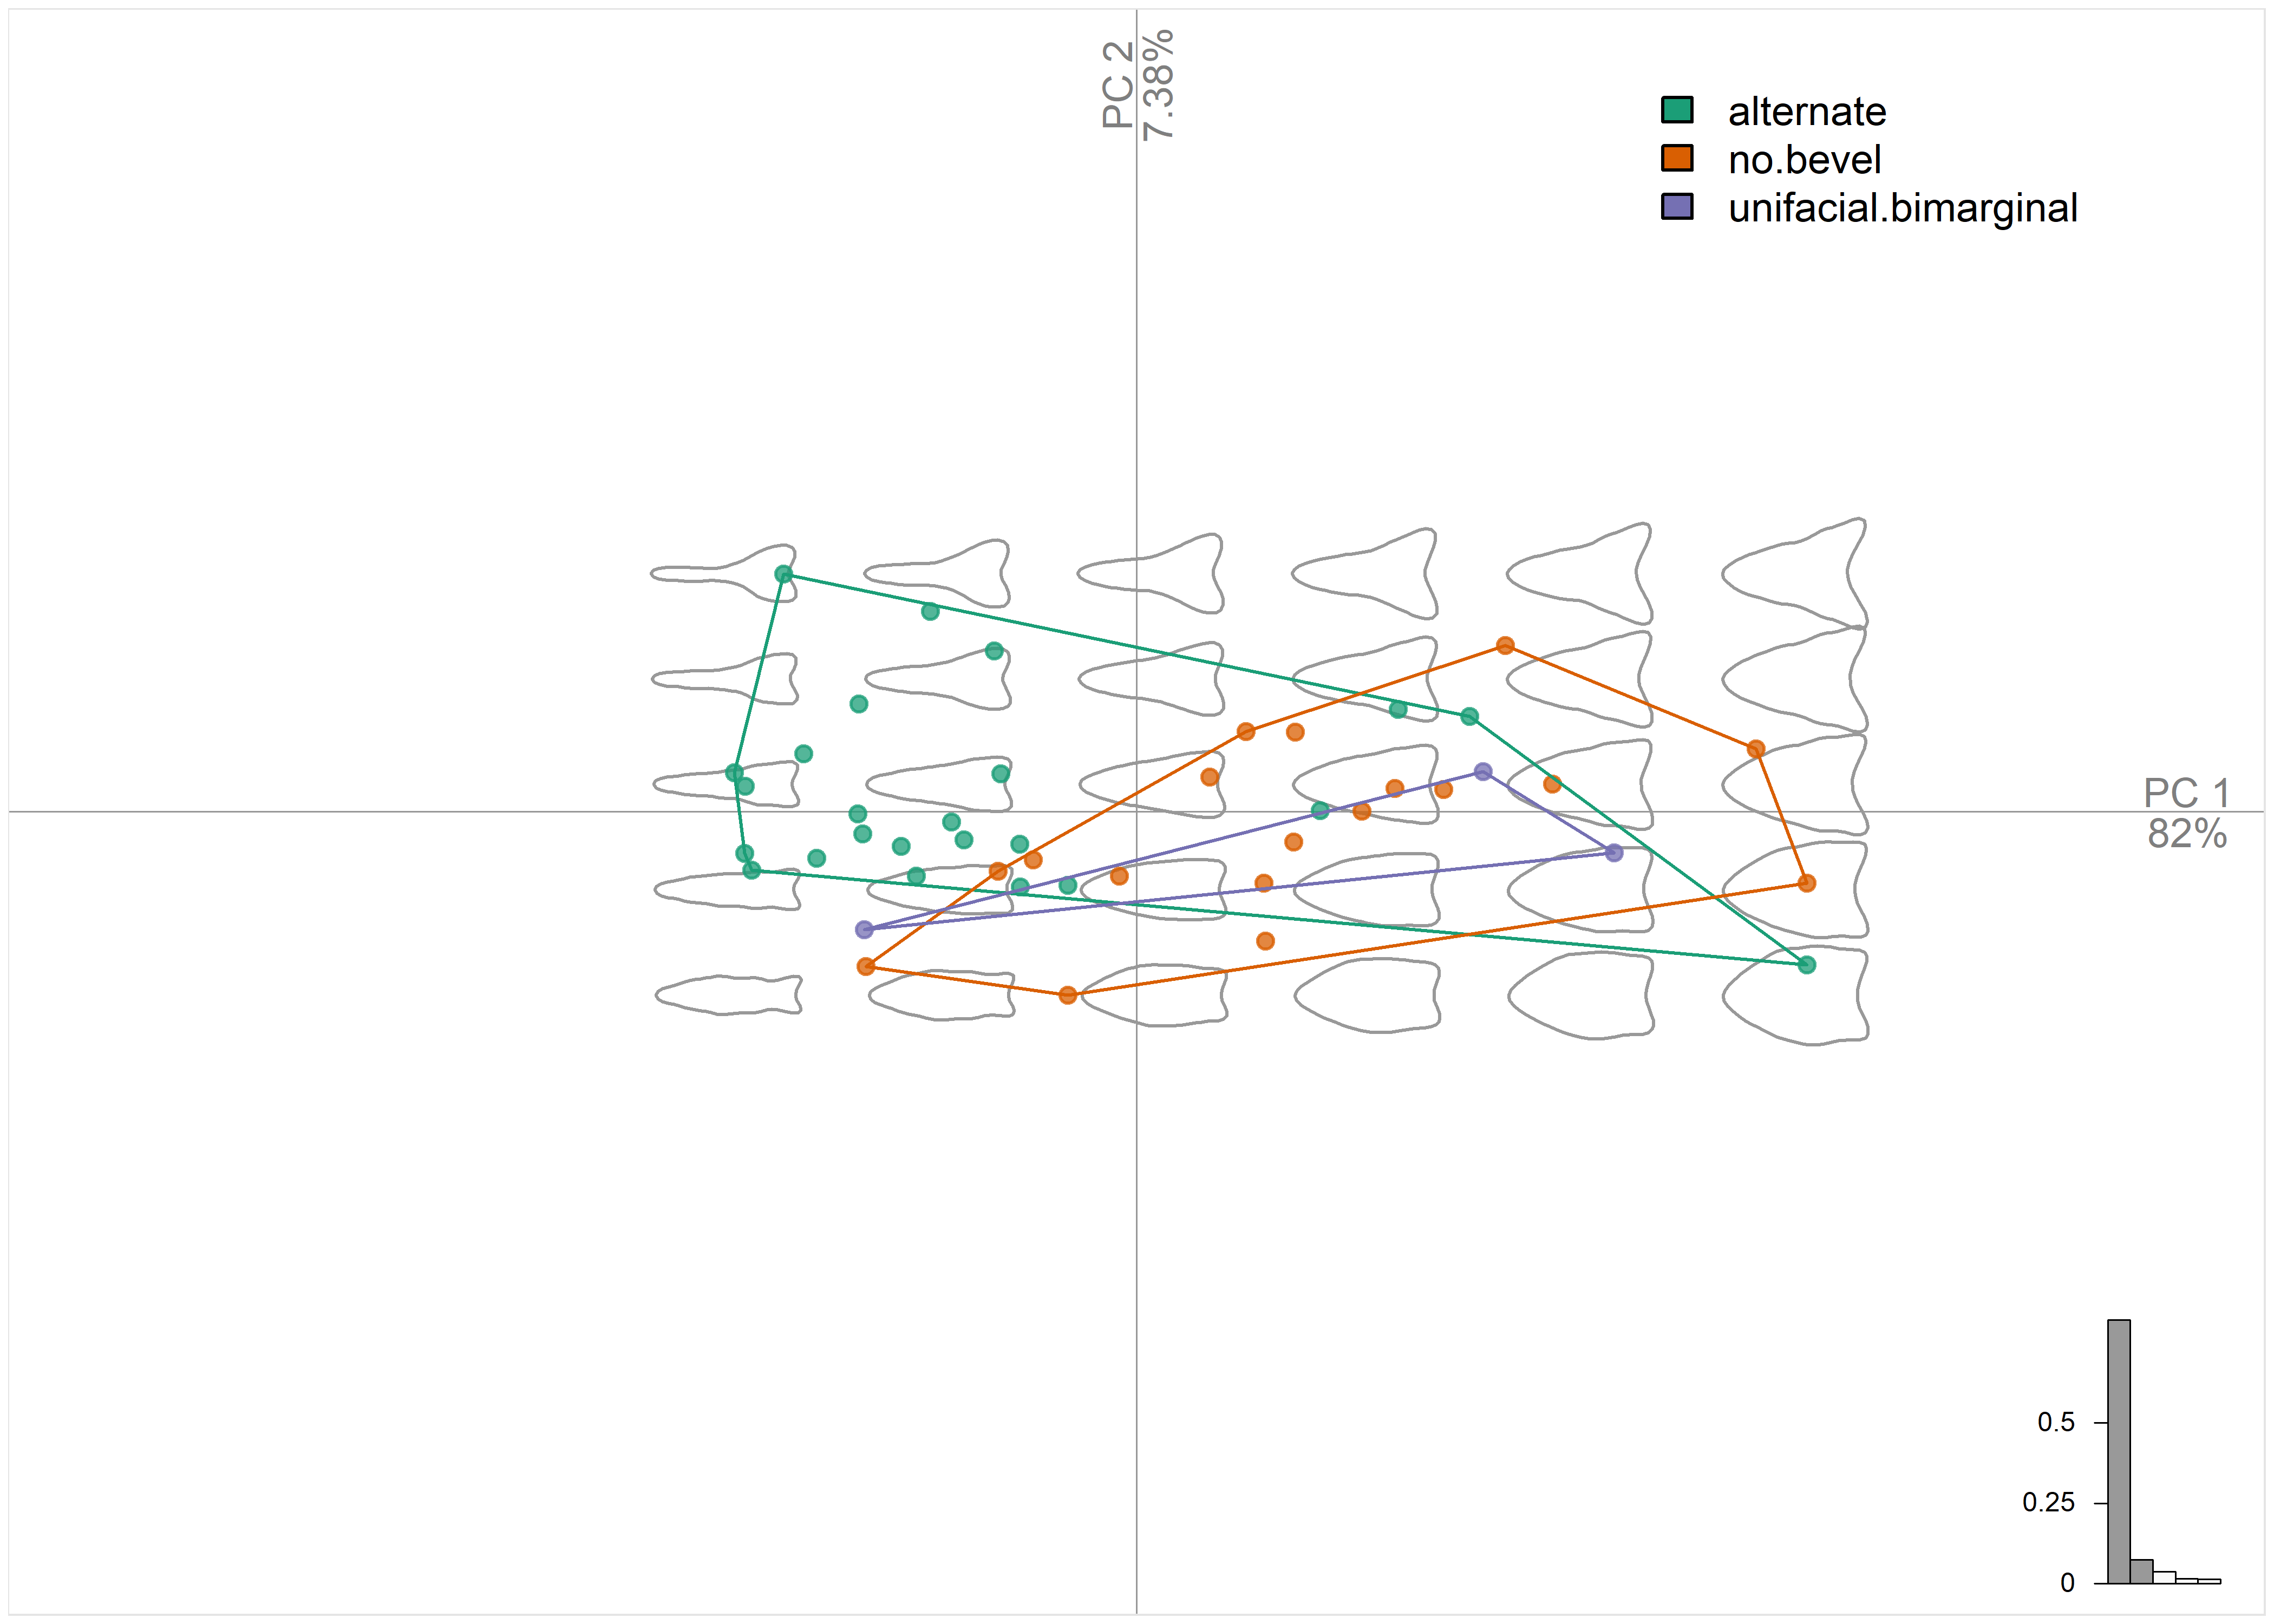 PC 2
7.38%
alternate
no.bevel
unifacial.bimarginal
PC 1
82%
0.5
0.25
0